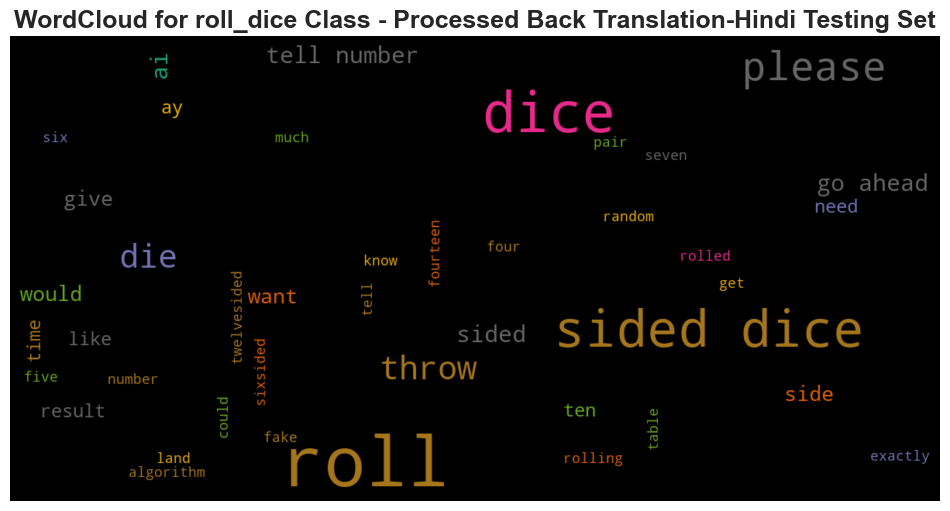 WordCloud for roll_dice Class - Processed Back Translation-Hindi Testing Set
tell number
please
ai
dice
ay
six
much
pair
seven
go ahead
give
need
random
die
four
fourteen
know
rolled
get
would
want
tell
twelvesided
sided dice
time
like
sided
throw
sixsided
five
number
side
result
ten
could
table
fake
roll
land
rolling
exactly
algorithm